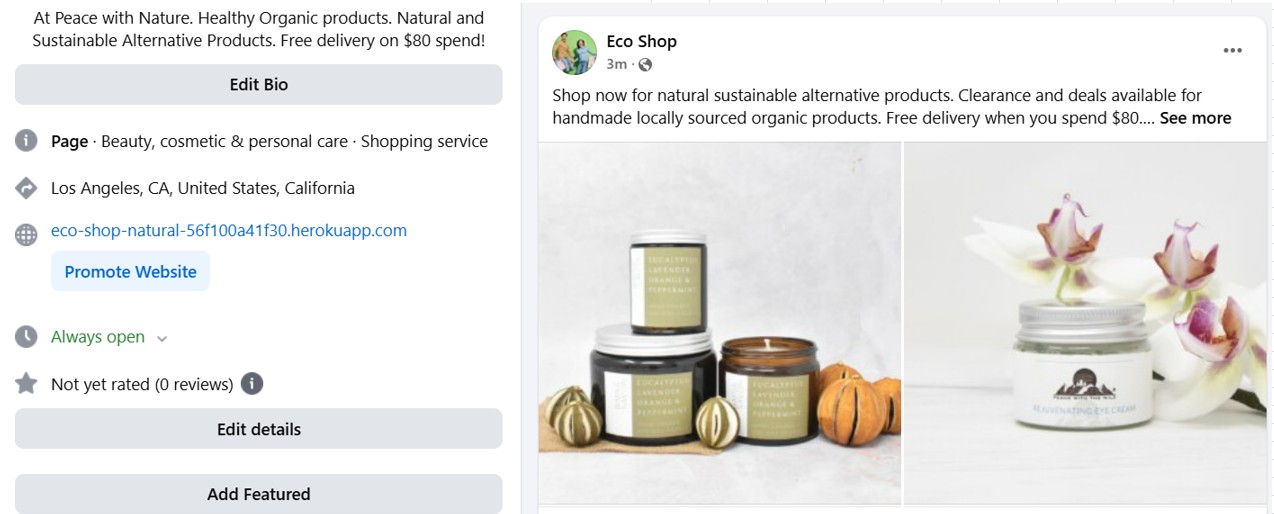 At Peace with Nature. Healthy Organic products. Natural and
Sustainable Alternative Products. Free delivery on $80 spend!
Edit Bio
Page · Beauty, cosmetic & personal care · Shopping service
Los Angeles, CA, United States, California
eco-shop-natural-56f100a41f30.herokuapp.com
Promote Website
Always open
Not yet rated (0 reviews)
Edit details
Add Featured
Eco Shop
3m ·
Shop now for natural sustainable alternative products. Clearance and deals available for
handmade locally sourced organic products. Free delivery when you spend $80.... See more
EUCALYPTUS
LAVENDER
ORANGE &
PEPPERMINT
EUCALYPTUS
LAVENDER
ORANGE &
PEPPERMINT
EUCALYPTUS
LAVENDER
ORANGE &
PEPPERMINT
PEACE WITH THE WILD
REJUVENATING EYE CREAM